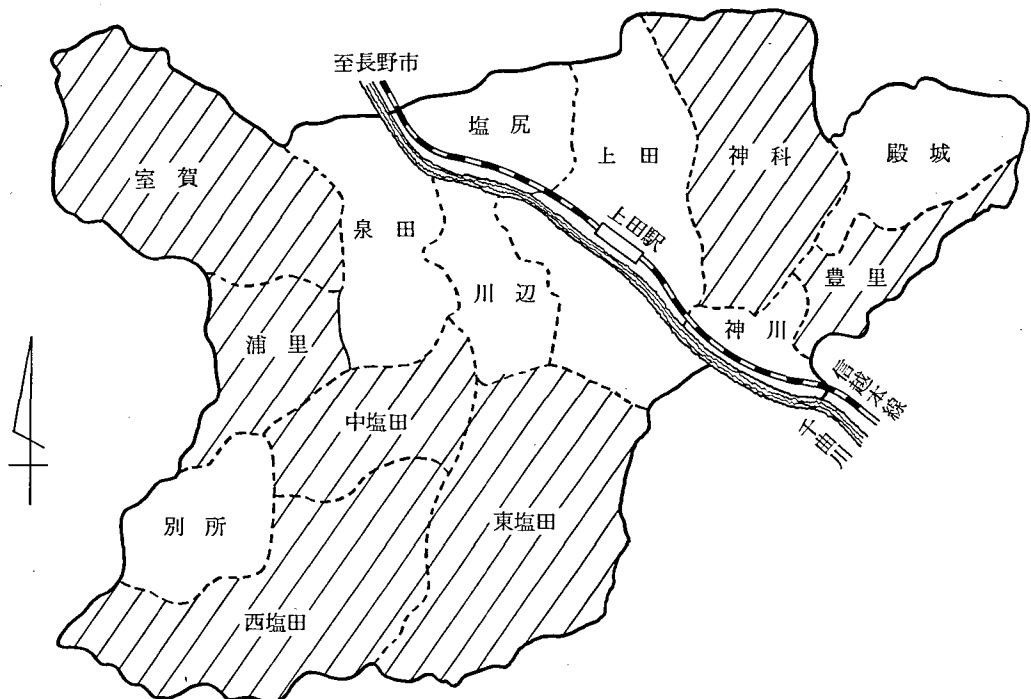 至長野市
塩尻
上田
神科
殿城
室賀
泉田
上田駅
川辺
豊里
神川
浦里
信越本線
千曲川
中塩田
別所
東塩田
西塩田